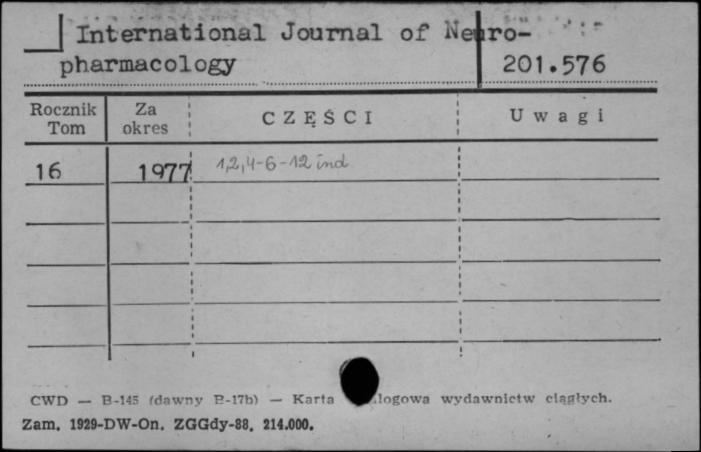 International Journal of Neuro-
pharmacology 201.576
Rocznik Tom Za okres CZĘŚCI Uwagi
16 1977 1,2,4-6-12 ind
CWD — B-145 (dawny B-17b) — Karta logowa wydawnictw ciągłych.
Zam. 1929-DW-On. ZGGdy-88. 214.000.